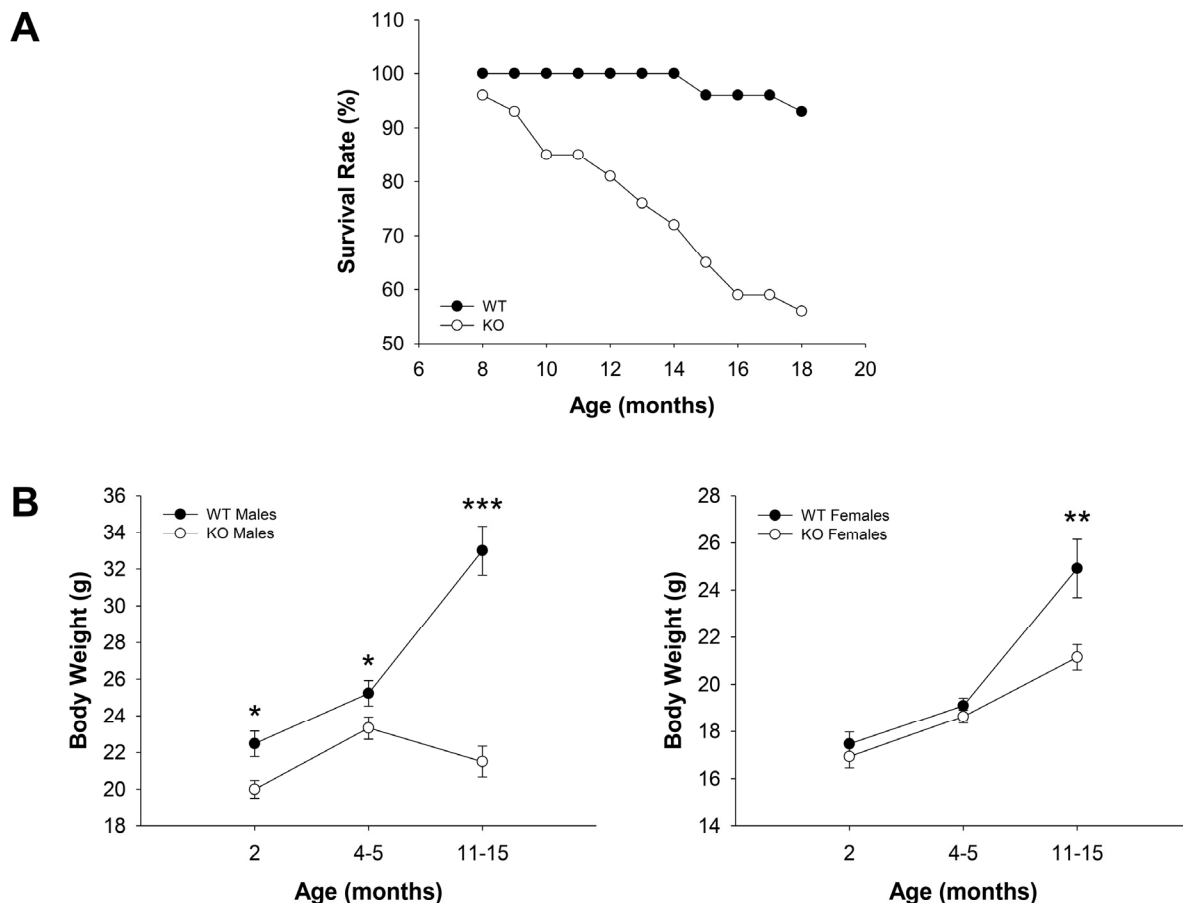 A
110
100
90
80
70
60
50
Survival Rate (%)
WT
KO
6 8 10 12 14 16 18 20
Age (months)
B
36
34
32
30
28
26
24
22
20
18
Body Weight (g)
WT Males
KO Males
*
*
***
2 4-5 11-15
Age (months)
28
26
24
22
20
18
16
14
Body Weight (g)
WT Females
KO Females
**
2 4-5 11-15
Age (months)